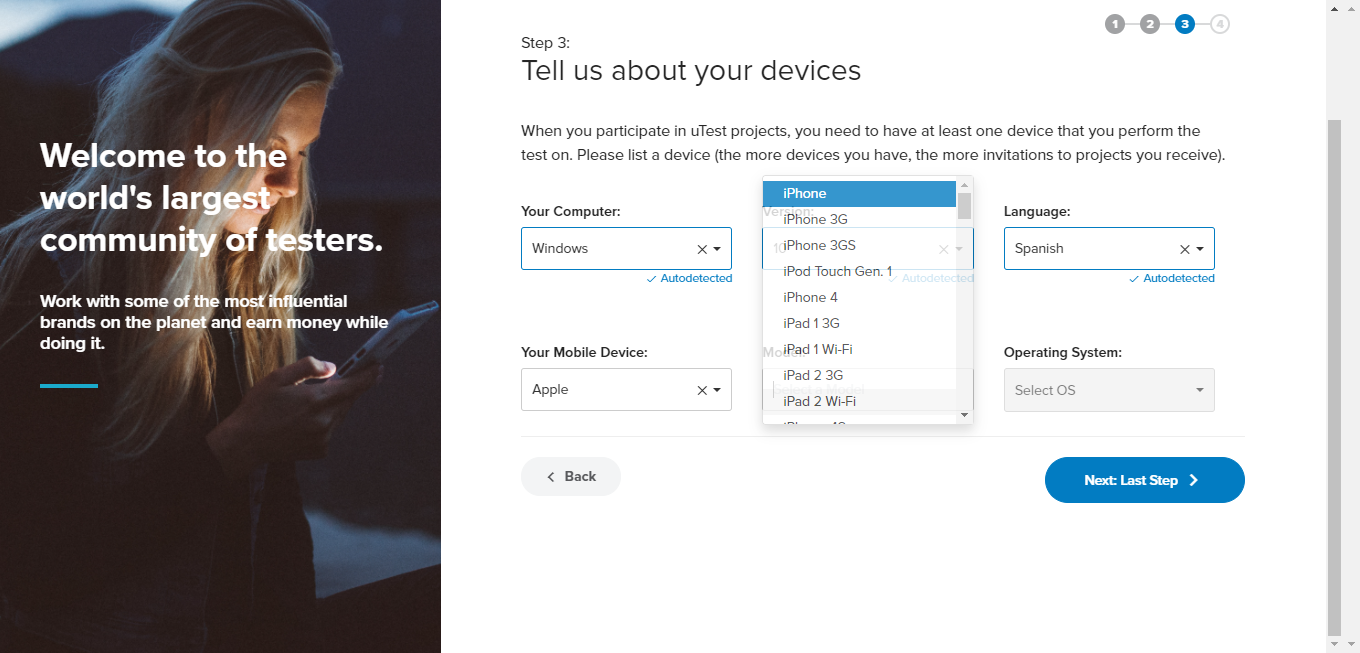 Welcome to the
world's largest
community of testers.
Work with some of the most influential
brands on the planet and earn money while
doing it.
1 2 3 4
Step 3:
Tell us about your devices
When you participate in uTest projects, you need to have at least one device that you perform the
test on. Please list a device (the more devices you have, the more invitations to projects you receive).
Your Computer:
Windows
Autodetected
Version:
10
Autodetected
Language:
Spanish
Autodetected
Your Mobile Device:
Apple
iPhone
iPhone 3G
iPhone 3GS
iPod Touch Gen. 1
iPhone 4
iPad 1 3G
iPad 1 Wi-Fi
iPad 2 3G
iPad 2 Wi-Fi
Operating System:
Select OS
Back
Next: Last Step